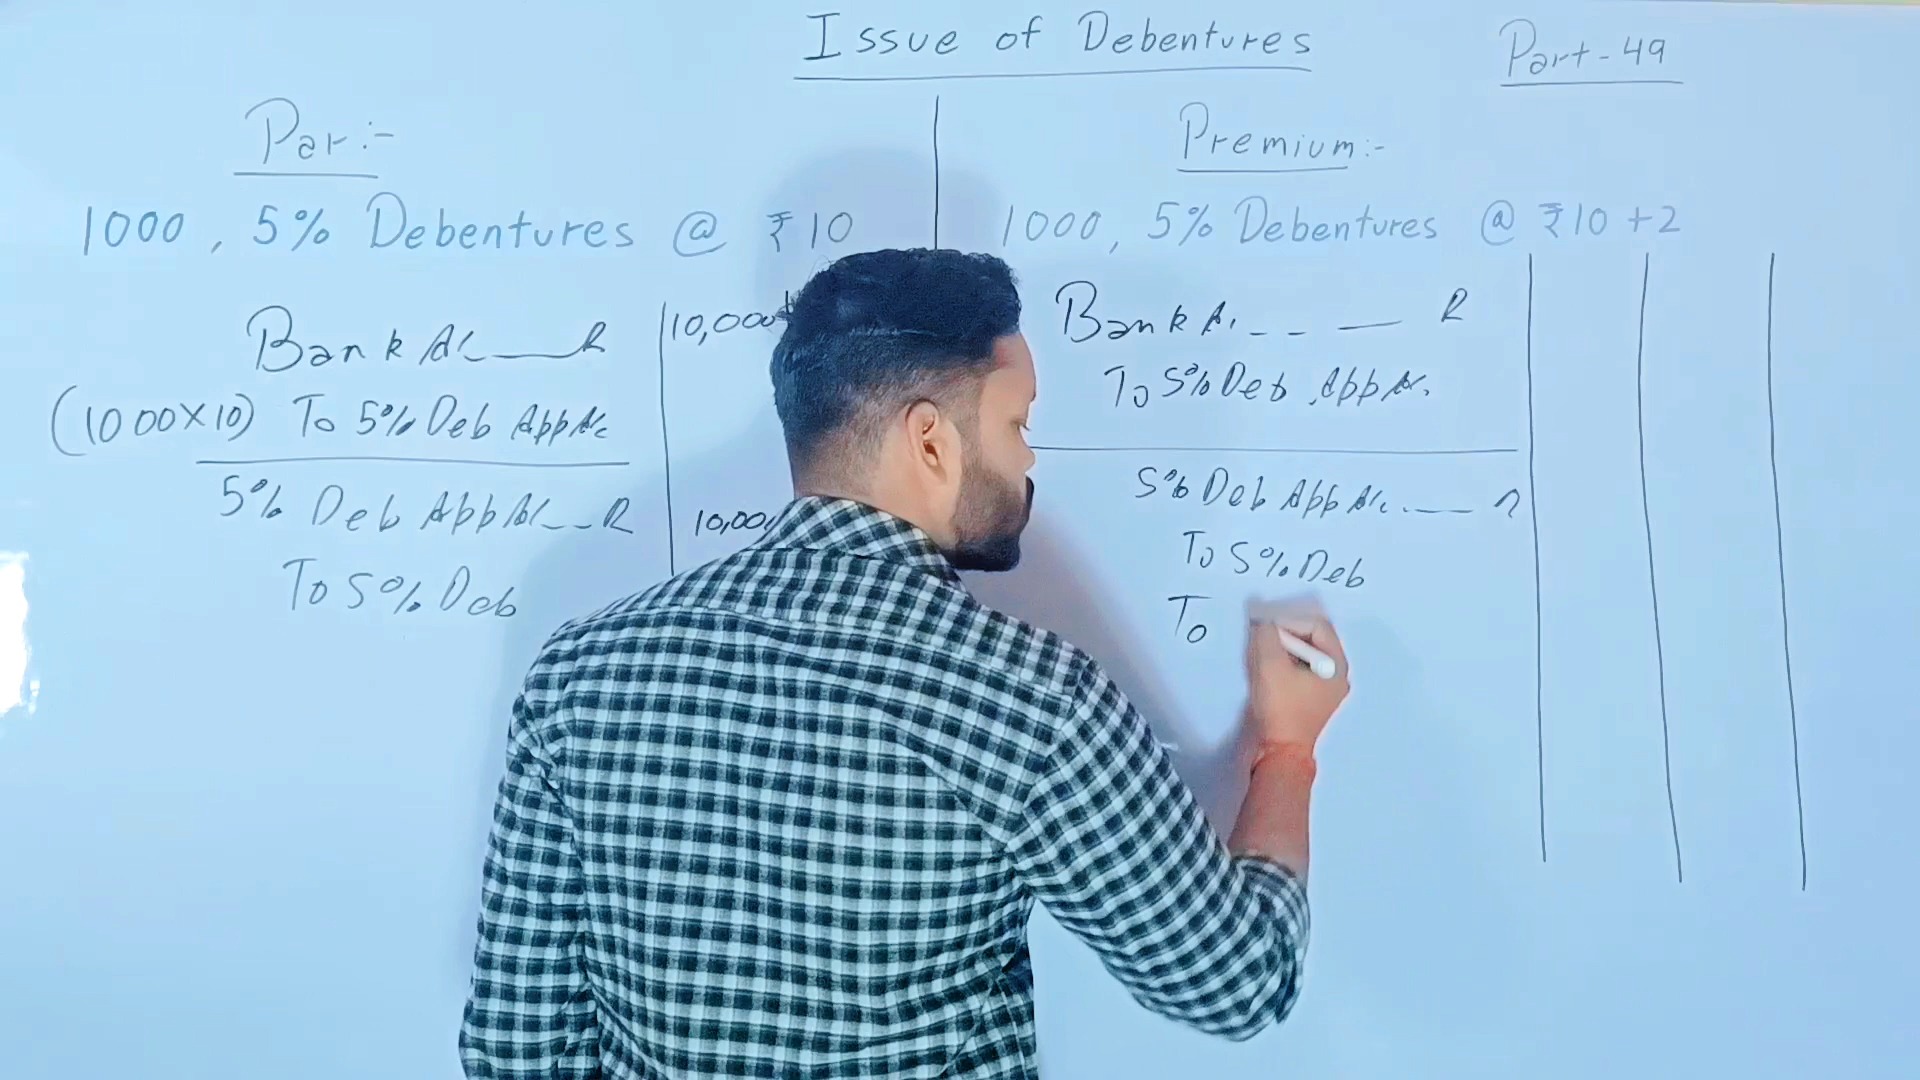 Issue of Debentures
Part-49
Par:-
1000, 5% Debentures @ ₹10
Bank A/c R 10,000
(1000×10) To 5% Deb App A/c
5% Deb App A/c R 10,00
To 5% Deb
Premium:-
1000, 5% Debentures @ ₹10+2
Bank A/c R
To 5% Deb App A/c
5% Deb App A/c
To 5% Deb
To